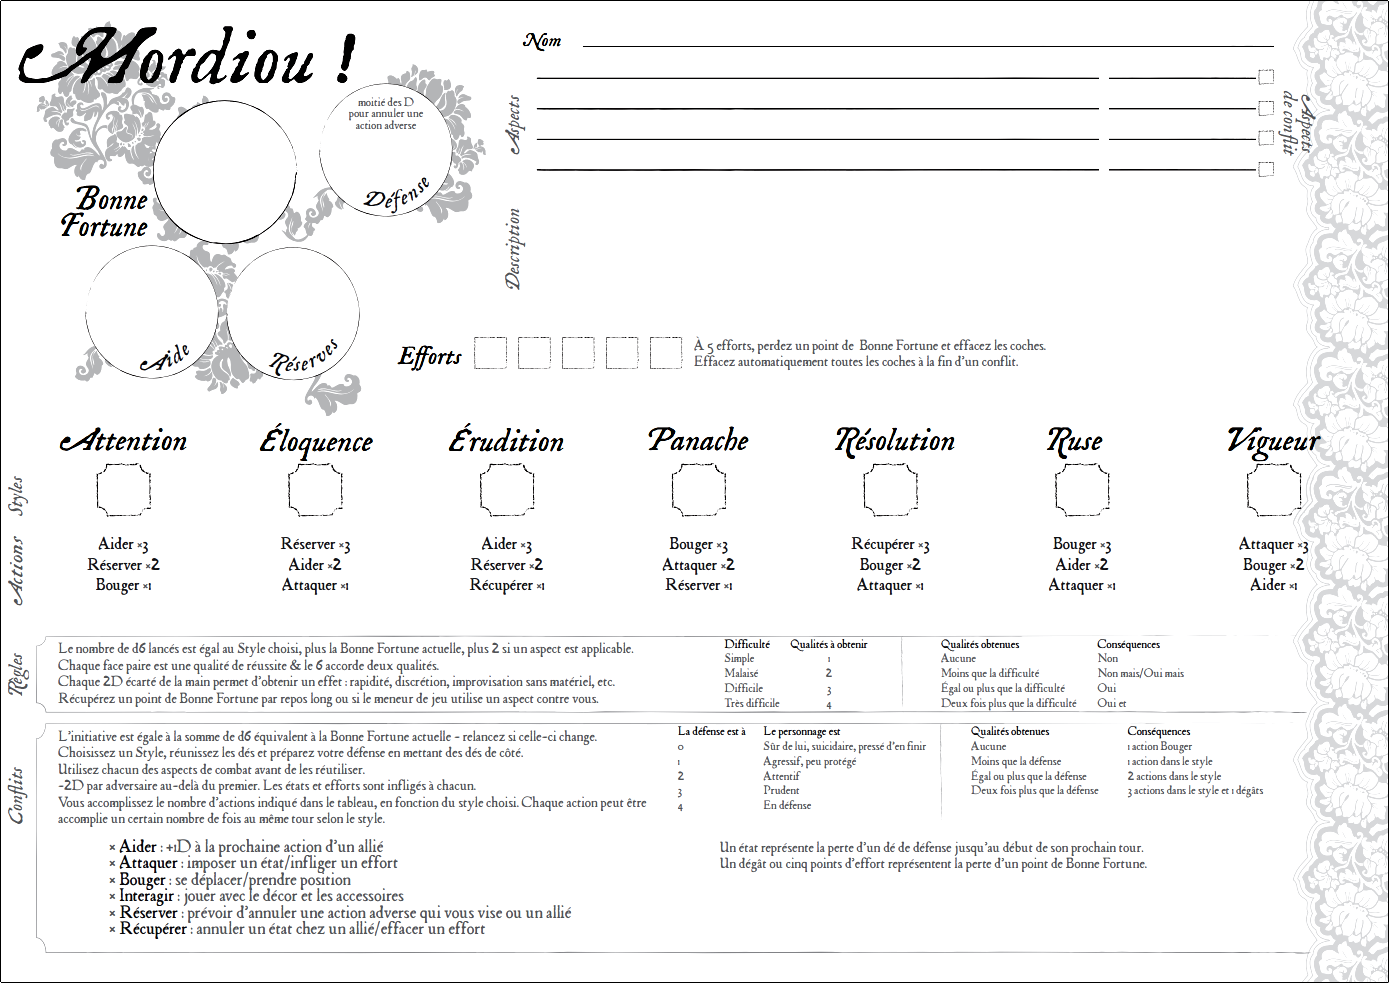 Mordiou !
moitié des D
pour annuler une
action adverse
Défense
Bonne
Fortune
Aide
Réserves
Nom
Aspects
Aspects
de conflit
Description
Efforts
À 5 efforts, perdez un point de Bonne Fortune et effacez les coches.
Effacez automatiquement toutes les coches à la fin d'un conflit.
Styles
Attention Éloquence Érudition Panache Résolution Ruse Vigueur
Actions
Aider ×3 Réserver ×3 Aider ×3 Bouger ×3 Récupérer ×3 Bouger ×3 Attaquer ×3
Réserver ×2 Aider ×2 Réserver ×2 Attaquer ×2 Bouger ×2 Aider ×2 Bouger ×2
Bouger ×1 Attaquer ×1 Récupérer ×1 Réserver ×1 Attaquer ×1 Attaquer ×1 Aider ×1
Règles
Le nombre de d6 lancés est égal au Style choisi, plus la Bonne Fortune actuelle, plus 2 si un aspect est applicable.
Chaque face paire est une qualité de réussite & le 6 accorde deux qualités.
Chaque 2D écarté de la main permet d'obtenir un effet : rapidité, discrétion, improvisation sans matériel, etc.
Récupérez un point de Bonne Fortune par repos long ou si le meneur de jeu utilise un aspect contre vous.
Difficulté Qualités à obtenir
Simple 1
Malaisé 2
Difficile 3
Très difficile 4
Qualités obtenues Conséquences
Aucune Non
Moins que la difficulté Non mais/Oui mais
Égal ou plus que la difficulté Oui
Deux fois plus que la difficulté Oui et
Conflits
L'initiative est égale à la somme de d6 équivalent à la Bonne Fortune actuelle - relancez si celle-ci change.
Choisissez un Style, réunissez les dés et préparez votre défense en mettant des dés de côté.
Utilisez chacun des aspects de combat avant de les réutiliser.
-2D par adversaire au-delà du premier. Les états et efforts sont infligés à chacun.
Vous accomplissez le nombre d'actions indiqué dans le tableau, en fonction du style choisi. Chaque action peut être
accomplie un certain nombre de fois au même tour selon le style.
× Aider : +1D à la prochaine action d'un allié
× Attaquer : imposer un état/infliger un effort
× Bouger : se déplacer/prendre position
× Interagir : jouer avec le décor et les accessoires
× Réserver : prévoir d'annuler une action adverse qui vous vise ou un allié
× Récupérer : annuler un état chez un allié/effacer un effort
La défense est à Le personnage est
0 Sûr de lui, suicidaire, pressé d'en finir
1 Agressif, peu protégé
2 Attentif
3 Prudent
4 En défense
Qualités obtenues Conséquences
Aucune 1 action Bouger
Moins que la défense 1 action dans le style
Égal ou plus que la défense 2 actions dans le style
Deux fois plus que la défense 3 actions dans le style et 1 dégâts
Un état représente la perte d'un dé de défense jusqu'au début de son prochain tour.
Un dégât ou cinq points d'effort représentent la perte d'un point de Bonne Fortune.